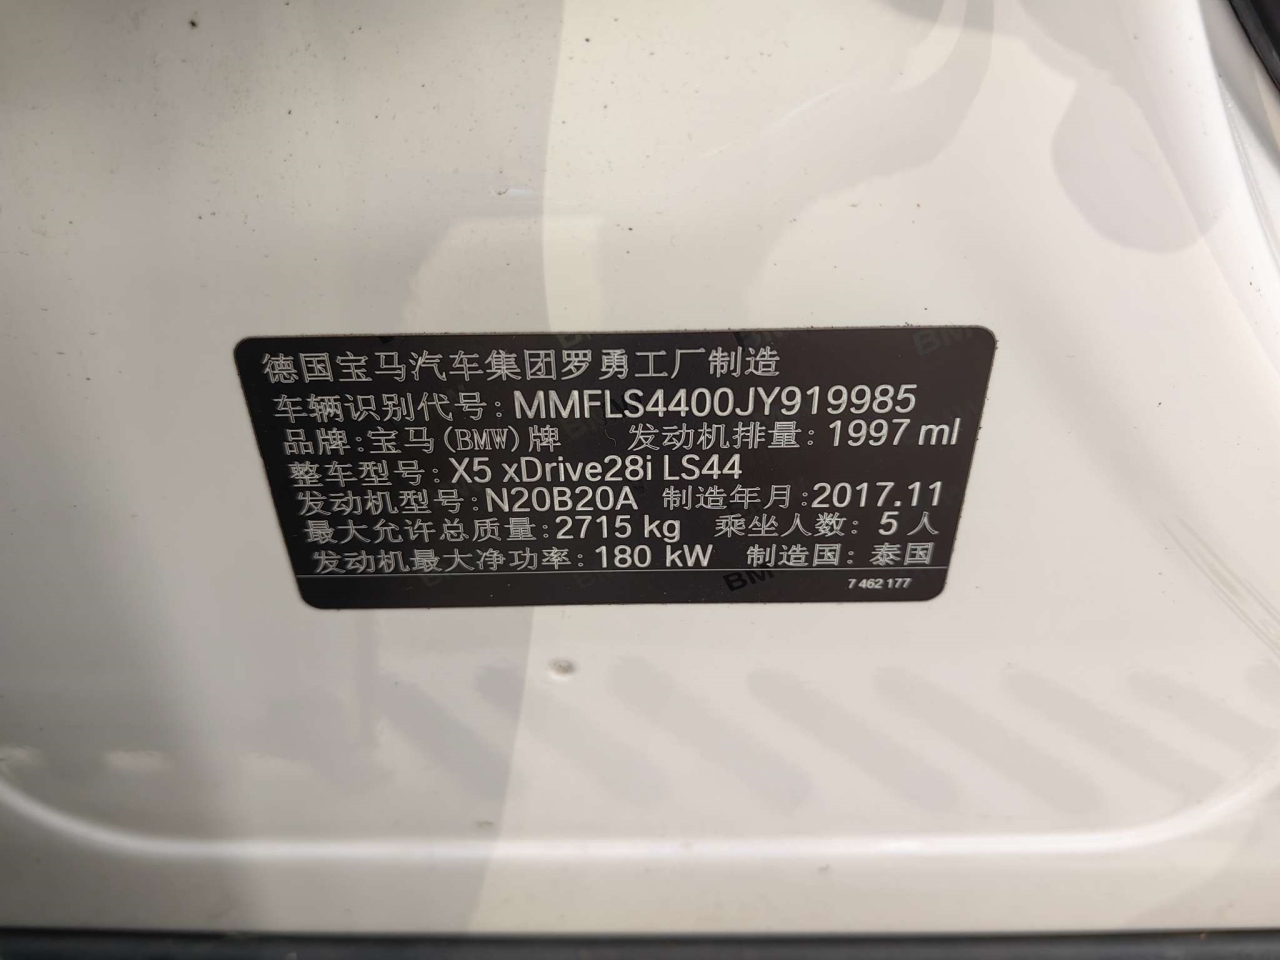 德国宝马汽车集团罗勇工厂制造
车辆识别代号: MMFLS4400JY919985
品牌:宝马(BMW)牌 发动机排量: 1997 ml
整车型号: X5 xDrive28i LS44
发动机型号: N20B20A 制造年月:2017.11
最大允许总质量:2715 kg 乘坐人数: 5 人
发动机最大净功率: 180 kW 制造国: 泰国
7 462 177